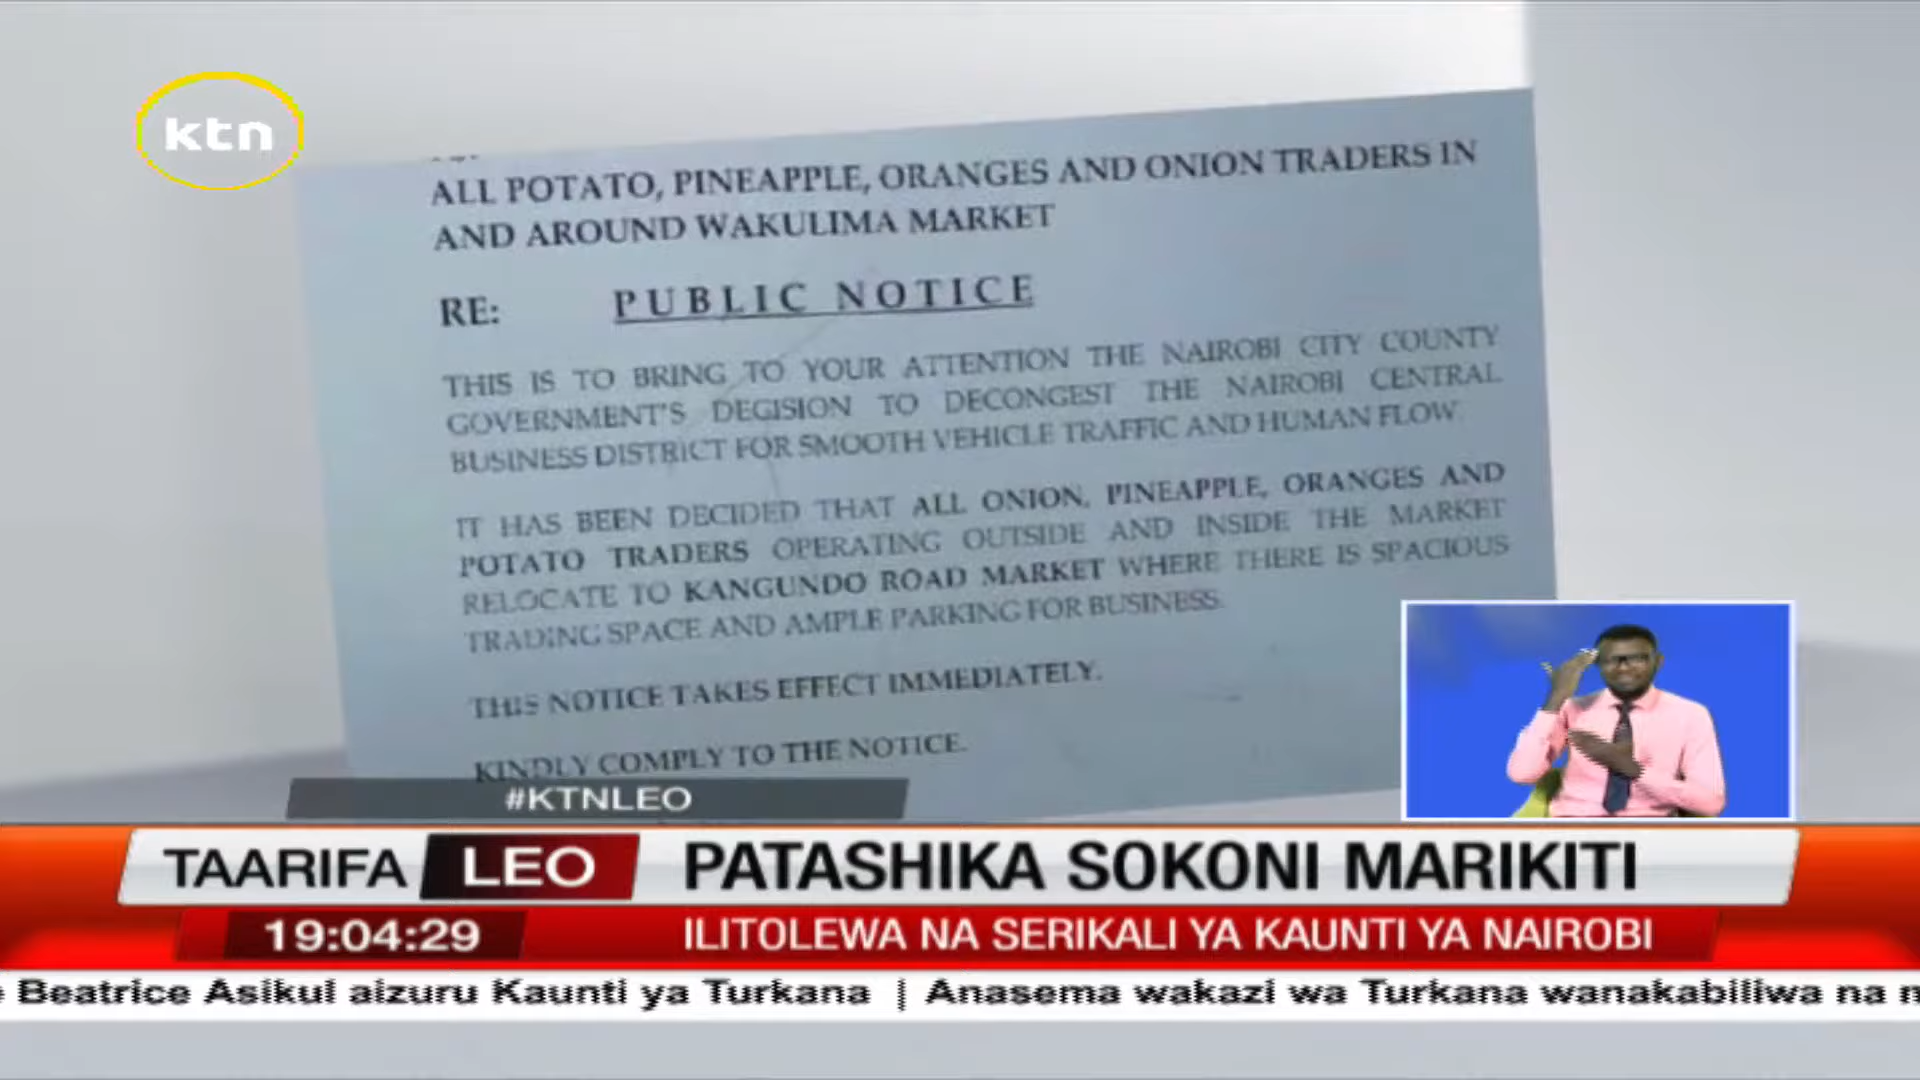 ktn
ALL POTATO, PINEAPPLE, ORANGES AND ONION TRADERS IN
AND AROUND WAKULIMA MARKET
RE: PUBLIC NOTICE
THIS IS TO BRING TO YOUR ATTENTION THE NAIROBI CITY COUNTY
GOVERNMENT'S DECISION TO DECONGEST THE NAIROBI CENTRAL
BUSINESS DISTRICT FOR SMOOTH VEHICLE TRAFFIC AND HUMAN FLOW
IT HAS BEEN DECIDED THAT ALL ONION, PINEAPPLE, ORANGES AND
POTATO TRADERS OPERATING OUTSIDE AND INSIDE THE MARKET
RELOCATE TO KANGUNDO ROAD MARKET WHERE THERE IS SPACIOUS
TRADING SPACE AND AMPLE PARKING FOR BUSINESS.
THIS NOTICE TAKES EFFECT IMMEDIATELY.
KINDLY COMPLY TO THE NOTICE.
#KTNLEO
TAARIFA LEO PATASHIKA SOKONI MARIKITI
19:04:29 ILITOLEWA NA SERIKALI YA KAUNTI YA NAIROBI
Beatrice Asikul aizuru Kaunti ya Turkana | Anasema wakazi wa Turkana wanakabiliwa na